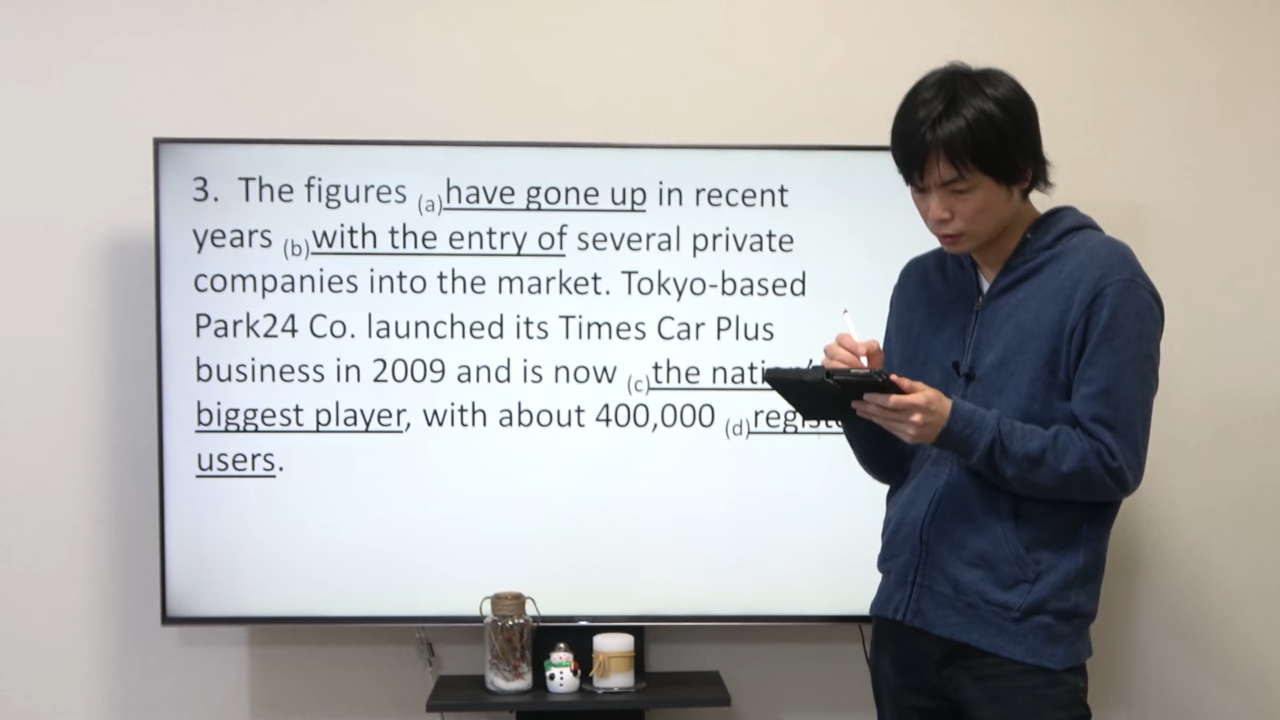 3. The figures (a)have gone up in recent
years (b)with the entry of several private
companies into the market. Tokyo-based
Park24 Co. launched its Times Car Plus
business in 2009 and is now (c)the
biggest player, with about 400,000 (d)
users.